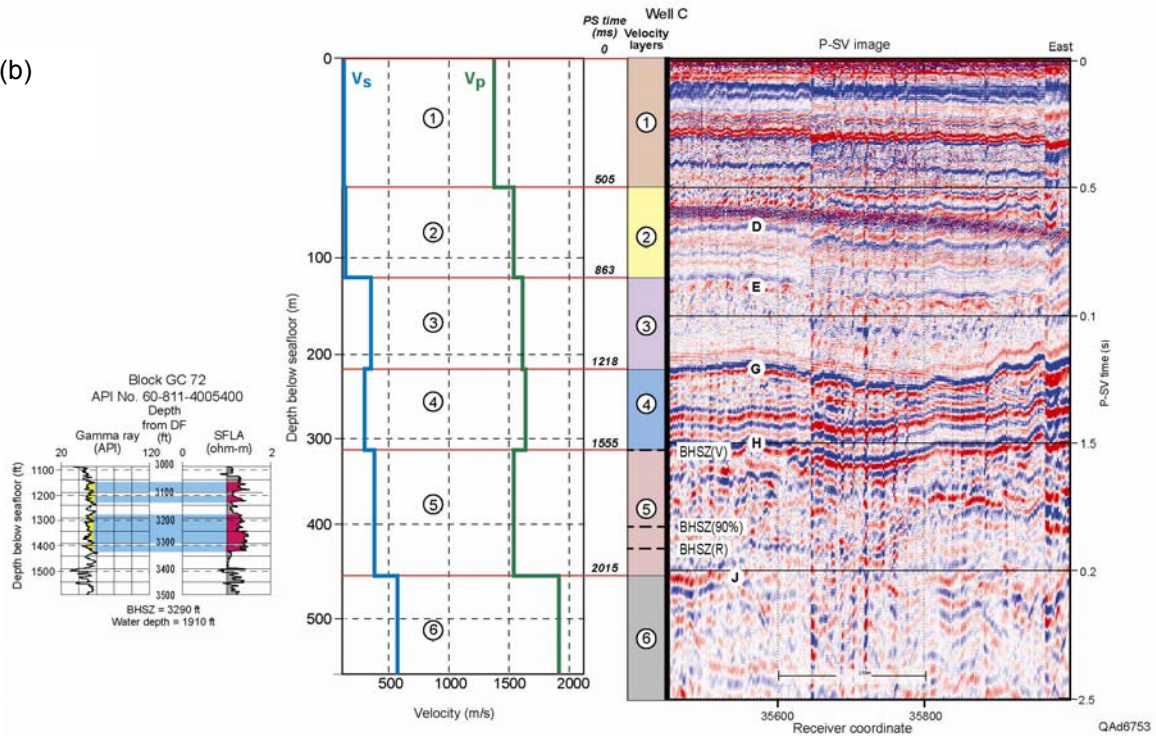 (b)
Well C
PS time
(ms)
0
Velocity
layers
P-SV image
East
0
Vs
Vp
0
1
1
505
0.5
2
2
D
100
863
E
3
3
0.1
200
1218
G
4
4
300
1555
H
1.5
BHSZ(V)
5
5
400
BHSZ(90%)
BHSZ(R)
2015
0.2
J
500
6
6
2.5
Depth below seafloor (m)
P-SV time (s)
500 1000 1500 2000
Velocity (m/s)
35600 35800
Receiver coordinate
Block GC 72
API No. 60-811-4005400
Depth
from DF
(ft)
Gamma ray
(API)
SFLA
(ohm-m)
20 120 0 2
3000
1100
3100
1200
3200
1300
3300
1400
3400
1500
3500
Depth below seafloor (ft)
BHSZ = 3290 ft
Water depth = 1910 ft
QAd6753